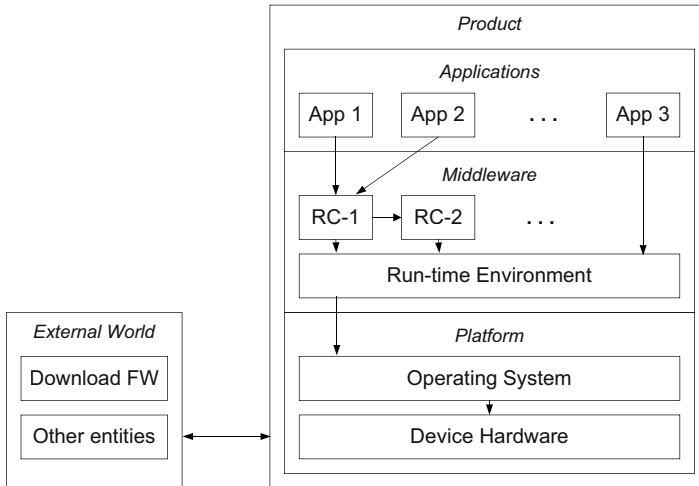 Product
Applications
App 1
App 2
. . .
App 3
Middleware
RC-1
RC-2
. . .
Run-time Environment
External World
Download FW
Other entities
Platform
Operating System
Device Hardware